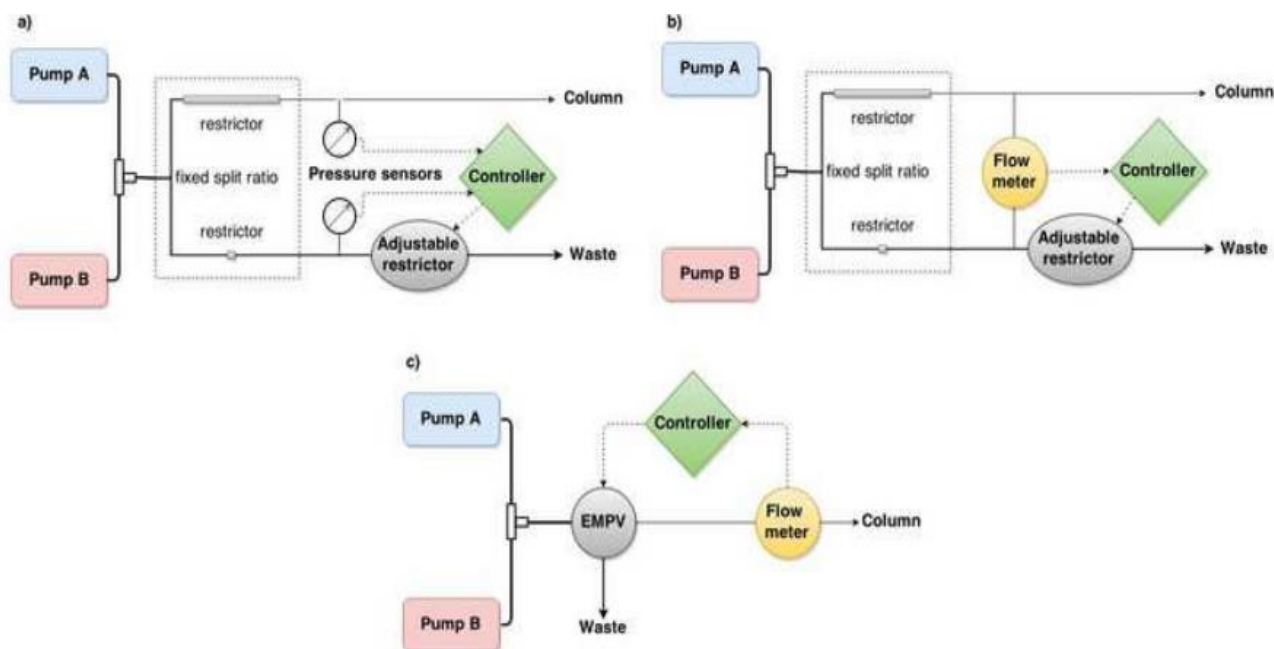 a)
Pump A
restrictor
fixed split ratio
restrictor
Pump B
Pressure sensors
Controller
Adjustable
restrictor
Column
Waste
b)
Pump A
restrictor
fixed split ratio
restrictor
Pump B
Flow
meter
Controller
Adjustable
restrictor
Column
Waste
c)
Pump A
Pump B
Controller
EMPV
Flow
meter
Column
Waste